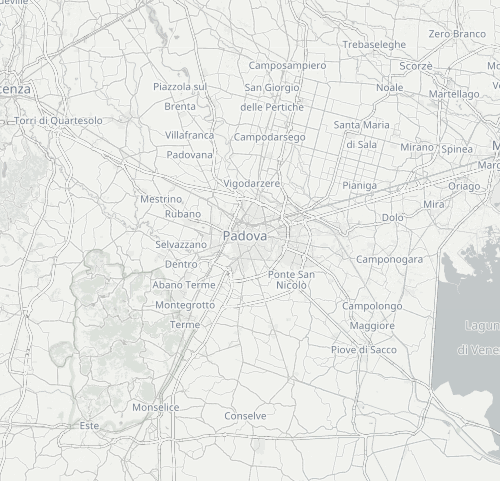 Zero Branco
Trebaseleghe
Camposampiero
Scorzè
Piazzola sul
Brenta
San Giorgio
delle Pertiche
Noale
Martellago
Torri di Quartesolo
Santa Maria
di Sala
Villafranca
Padovana
Campodarsego
Mirano
Spinea
Vigodarzere
Pianiga
Oriago
Mestrino
Rubano
Mira
Dolo
Padova
Selvazzano
Dentro
Camponogara
Ponte San
Nicolò
Abano Terme
Montegrotto
Terme
Campolongo
Maggiore
Piove di Sacco
Monselice
Conselve
Este